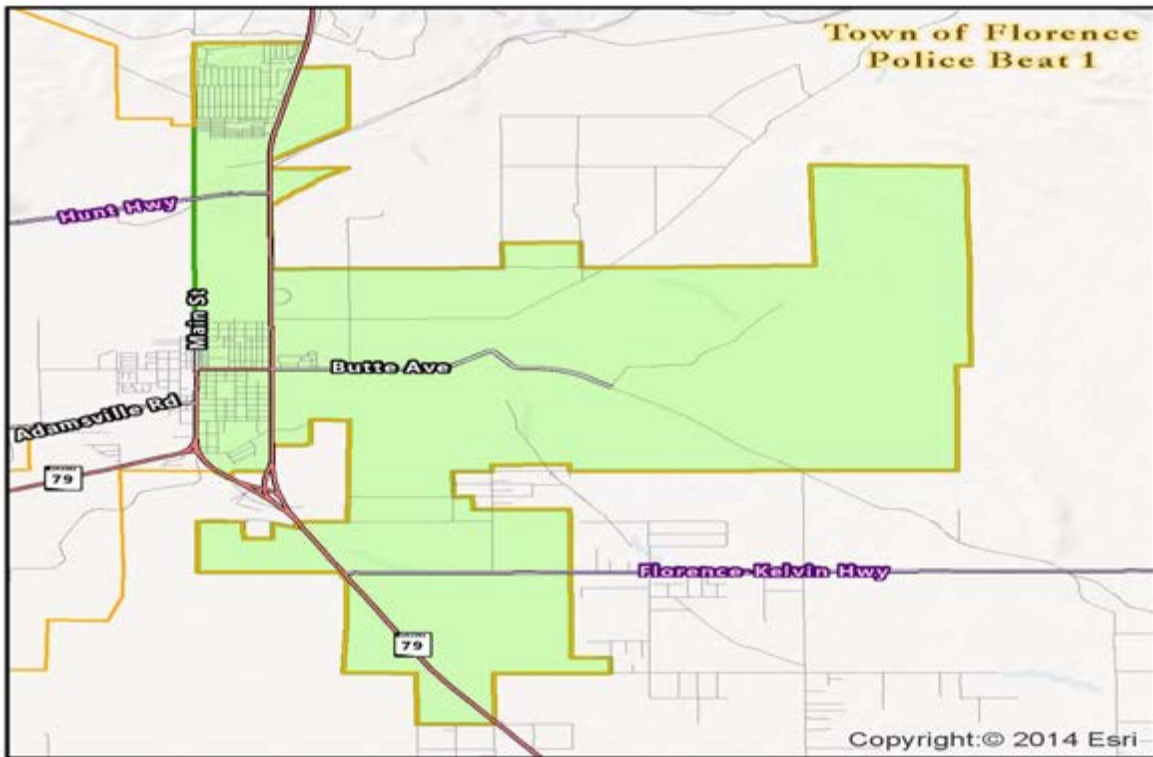 Town of Florence
Police Beat 1
Hunt Hwy
Main St
Butte Ave
Adamsville Rd
79
Florence-Kelvin Hwy
79
Copyright:© 2014 Esri